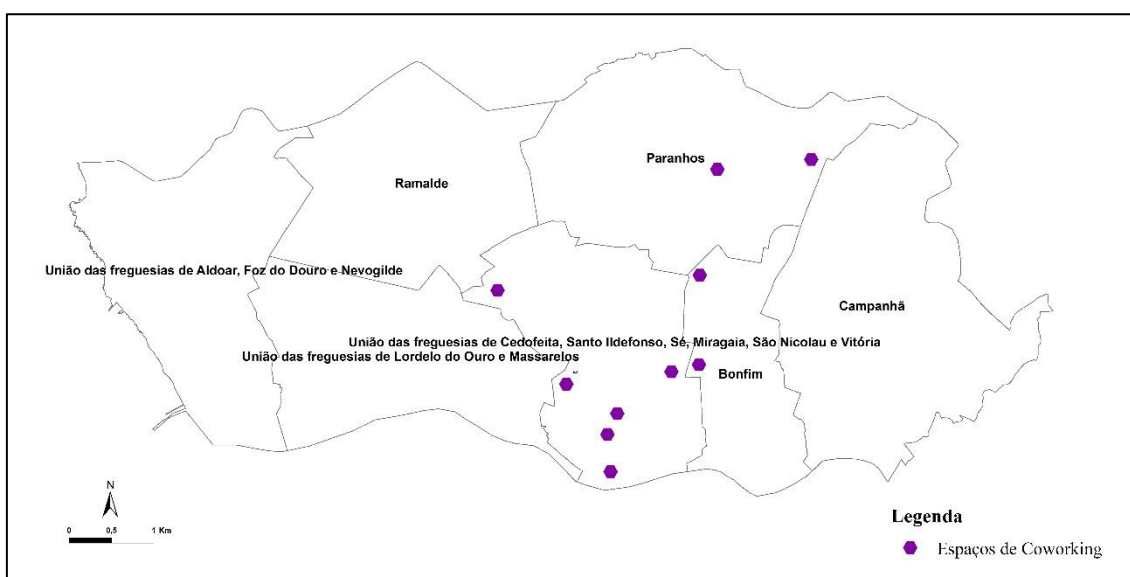 Paranhos
Ramalde
União das freguesias de Aldoar, Foz do Douro e Nevogilde
Campanhã
União das freguesias de Cedofeita, Santo Ildefonso, Sé, Miragaia, São Nicolau e Vitória
União das freguesias de Lordelo do Ouro e Massarelos
Bonfim
N
0 0,5 1 Km
Legenda
Espaços de Coworking